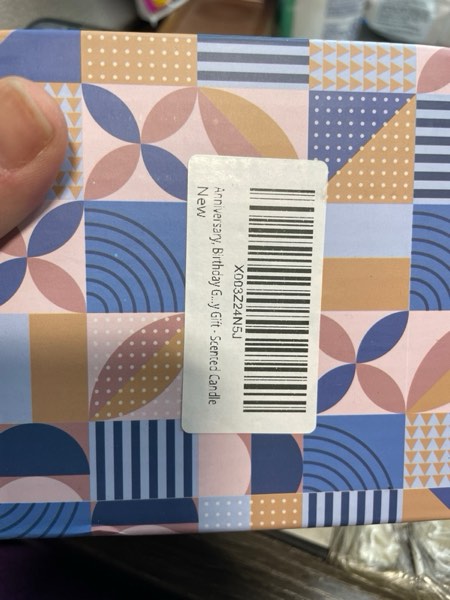 X003Z24N5J
Anniversary, Birthday G...y Gift - Scented Candle
New